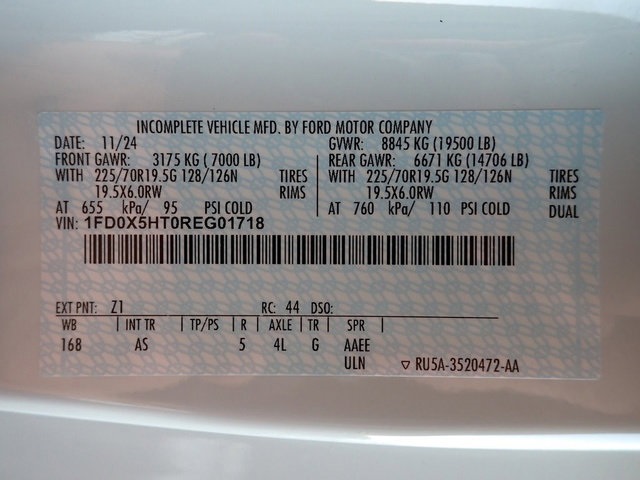 INCOMPLETE VEHICLE MFD. BY FORD MOTOR COMPANY
DATE: 11/24 GVWR: 8845 KG (19500 LB)
FRONT GAWR: 3175 KG ( 7000 LB) REAR GAWR: 6671 KG (14706 LB)
WITH 225/70R19.5G 128/126N TIRES WITH 225/70R19.5G 128/126N TIRES
19.5X6.0RW RIMS 19.5X6.0RW RIMS
AT 655 kPa/ 95 PSI COLD AT 760 kPa/ 110 PSI COLD DUAL
VIN: 1FD0X5HT0REG01718
EXT PNT: Z1 RC: 44 DSO:
WB | INT TR | TP/PS | R | AXLE | TR | SPR |
168 AS 5 4L G AAEE
ULN ▽ RU5A-3520472-AA